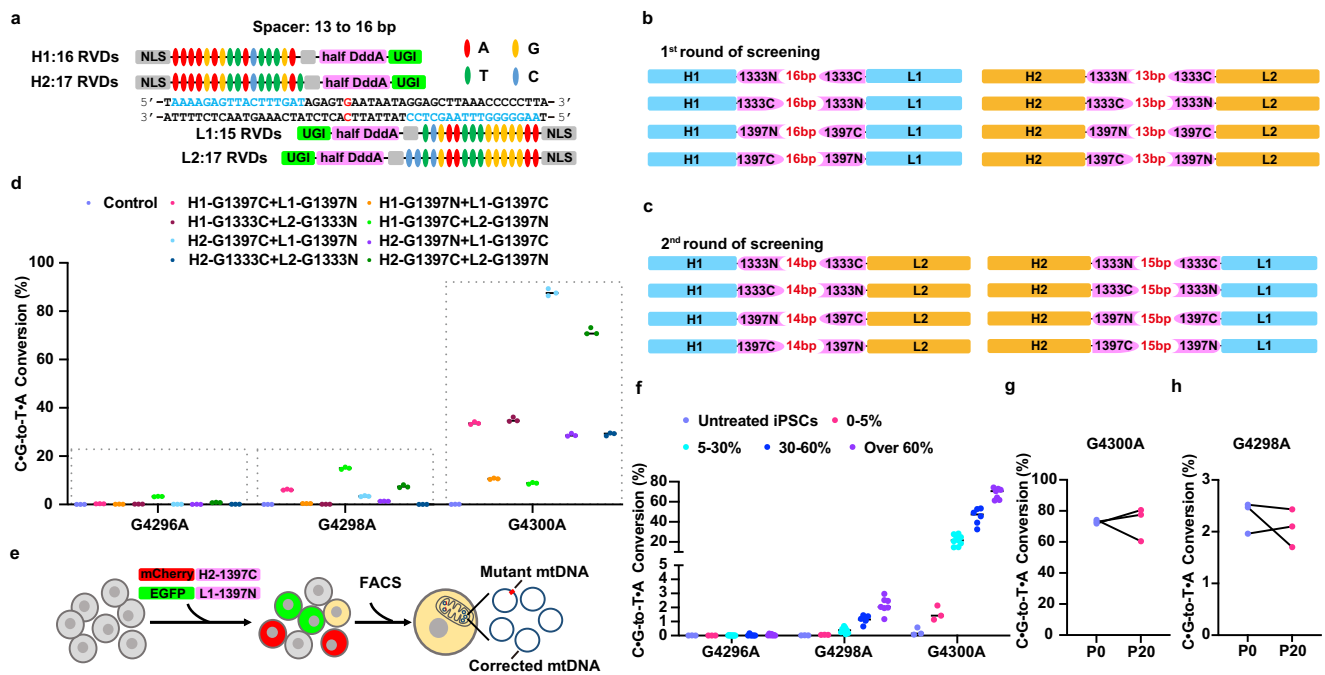 a
Spacer: 13 to 16 bp
H1:16 RVDs
NLS
half DddA
UGI
H2:17 RVDs
NLS
half DddA
UGI
A
G
T
C
5′-TAAAAGAGTTACTTTGATAGAGTGAATAATAGGAGCTTAAACCCCCTTA-3′
3′-ATTTTCTCAATGAAACTATCTCACTTATTATCCTCGAATTTGGGGGAAT-5′
L1:15 RVDs
UGI
half DddA
NLS
L2:17 RVDs
UGI
half DddA
NLS
b
1st round of screening
H1 1333N 16bp 1333C L1
H2 1333N 13bp 1333C L2
H1 1333C 16bp 1333N L1
H2 1333C 13bp 1333N L2
H1 1397N 16bp 1397C L1
H2 1397N 13bp 1397C L2
H1 1397C 16bp 1397N L1
H2 1397C 13bp 1397N L2
c
2nd round of screening
H1 1333N 14bp 1333C L2
H2 1333N 15bp 1333C L1
H1 1333C 14bp 1333N L2
H2 1333C 15bp 1333N L1
H1 1397N 14bp 1397C L2
H2 1397N 15bp 1397C L1
H1 1397C 14bp 1397N L2
H2 1397C 15bp 1397N L1
d
Control
H1-G1397C+L1-G1397N
H1-G1397N+L1-G1397C
H1-G1333C+L2-G1333N
H1-G1397C+L2-G1397N
H2-G1397C+L1-G1397N
H2-G1397N+L1-G1397C
H2-G1333C+L2-G1333N
H2-G1397C+L2-G1397N
C•G-to-T•A Conversion (%)
100
80
60
40
20
0
G4296A
G4298A
G4300A
e
mCherry H2-1397C
EGFP L1-1397N
FACS
Mutant mtDNA
Corrected mtDNA
f
Untreated iPSCs
0-5%
5-30%
30-60%
Over 60%
C•G-to-T•A Conversion (%)
80
60
40
20
5
4
3
2
1
0
G4296A
G4298A
G4300A
g
G4300A
C•G-to-T•A Conversion (%)
100
80
60
40
20
0
P0
P20
h
G4298A
C•G-to-T•A Conversion (%)
3
2
1
0
P0
P20